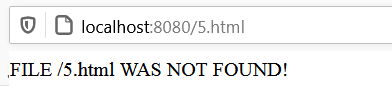 localhost:8080/5.html
FILE /5.html WAS NOT FOUND!